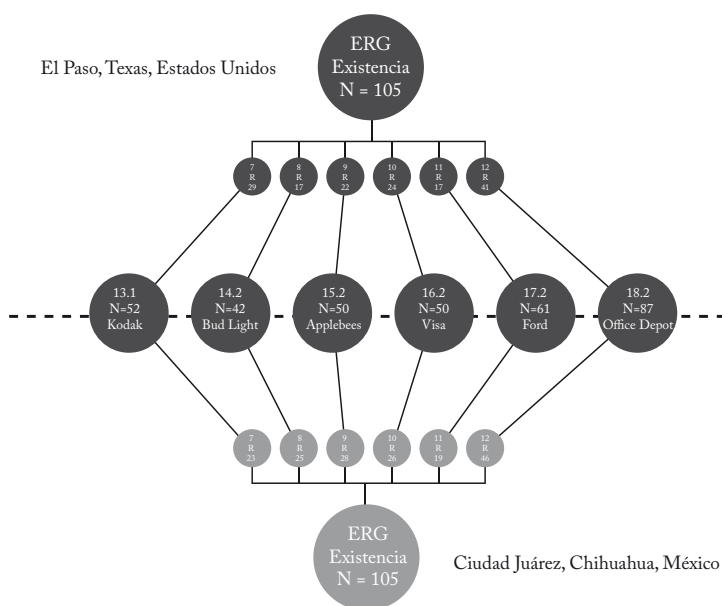 El Paso, Texas, Estados Unidos
ERG
Existencia
N = 105
7
R
29
8
R
17
9
R
22
10
R
24
11
R
17
12
R
41
13.1
N=52
Kodak
14.2
N=42
Bud Light
15.2
N=50
Applebees
16.2
N=50
Visa
17.2
N=61
Ford
18.2
N=87
Office Depot
7
R
23
8
R
25
9
R
28
10
R
26
11
R
19
12
R
46
ERG
Existencia
N = 105
Ciudad Juárez, Chihuahua, México